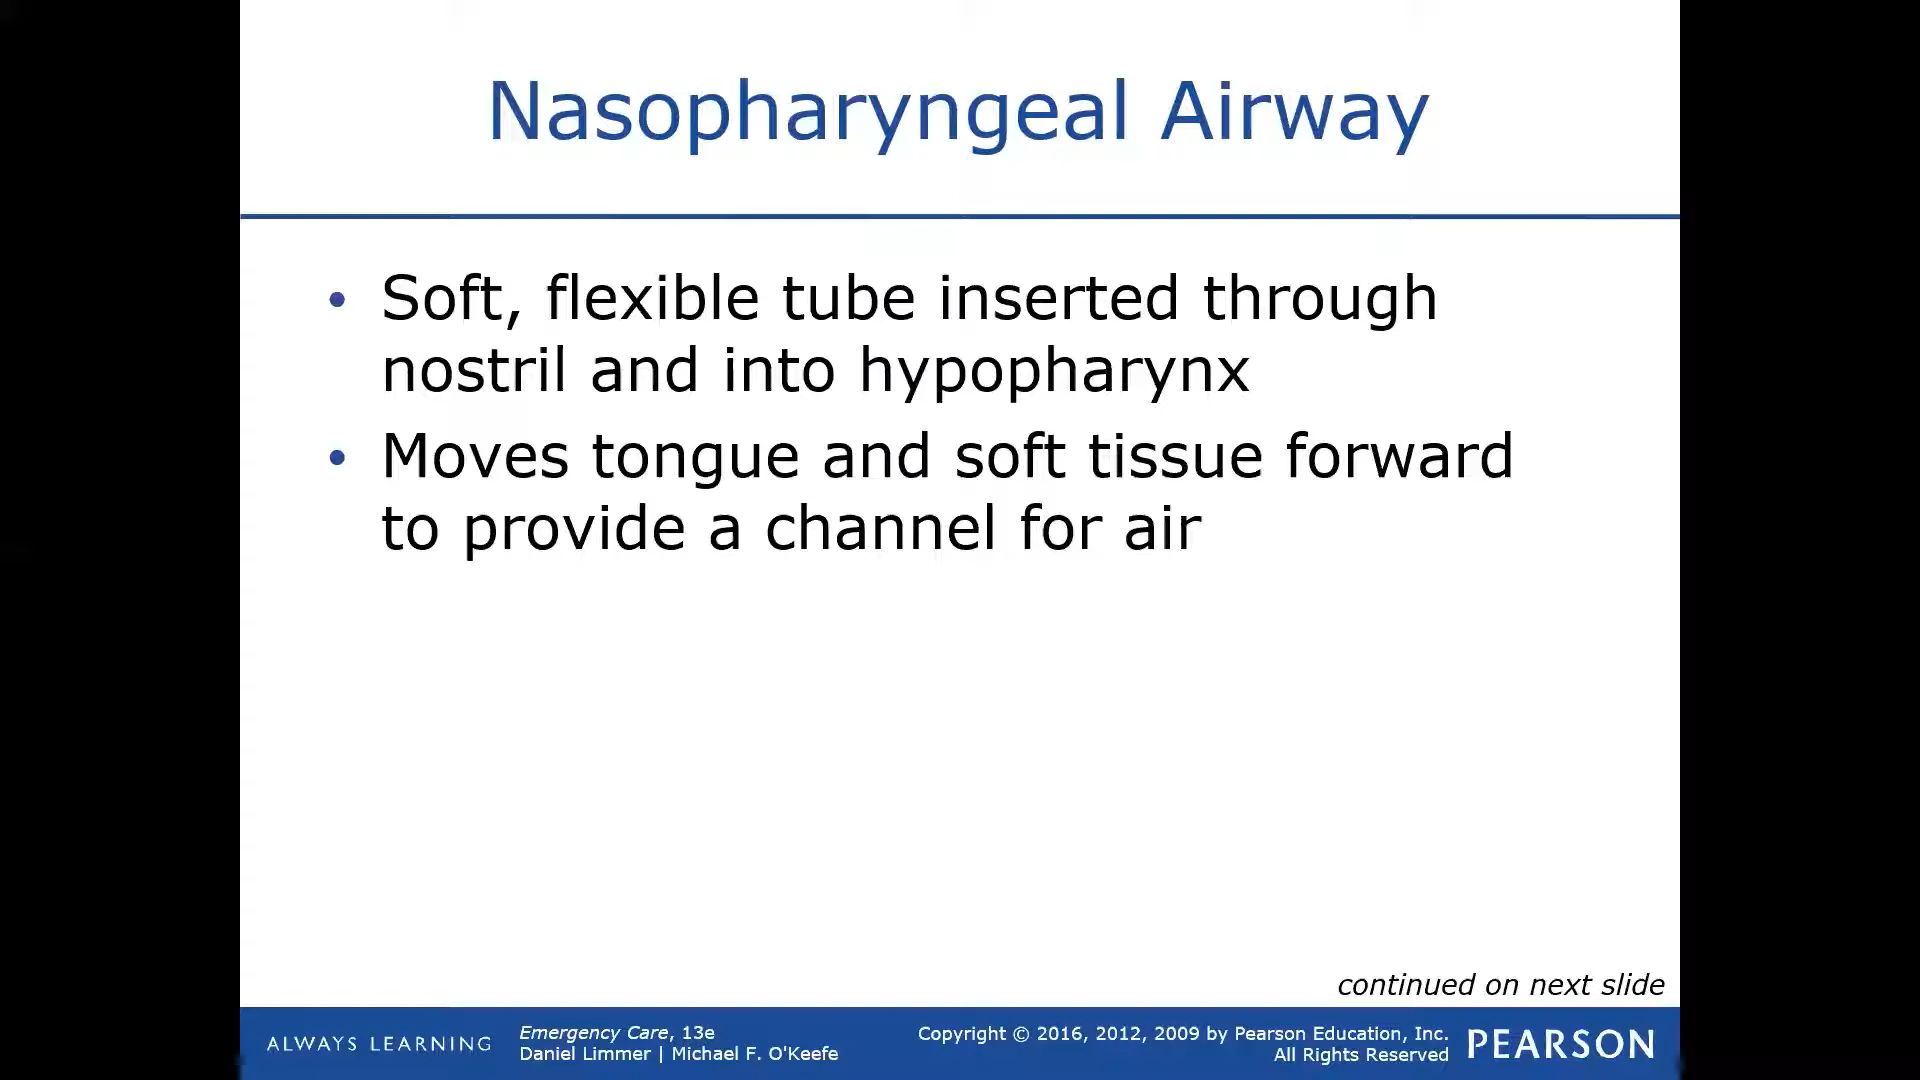 Nasopharyngeal Airway
• Soft, flexible tube inserted through
nostril and into hypopharynx
• Moves tongue and soft tissue forward
to provide a channel for air
continued on next slide
ALWAYS LEARNING
Emergency Care, 13e
Daniel Limmer | Michael F. O'Keefe
Copyright © 2016, 2012, 2009 by Pearson Education, Inc.
All Rights Reserved
PEARSON